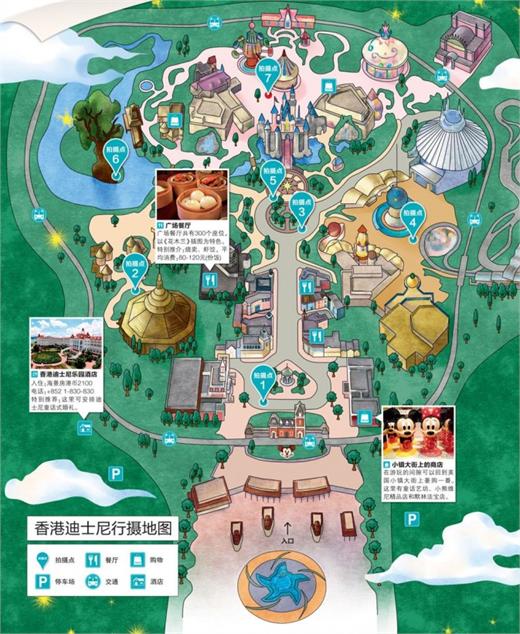 拍摄点
7
拍摄点
6
拍摄点
5
拍摄点
3
拍摄点
4
广场餐厅
广场餐厅共有300个座位,
以《花木兰》插图为特色。
特别推介:烧卖、虾饺。平
均消费:80-120元(份饭)
拍摄点
2
香港迪士尼乐园酒店
入住:海景房港币2100
电话:+852 1-830-830
特别推荐:这里可安排迪
士尼童话式婚礼。
拍摄点
1
小镇大街上的商店
在游玩的间隙可以回到美
国小镇大街上要购一番。
这里有童话艺坊、小熊维
尼精品店和默林法宝店。
P
P
香港迪士尼行摄地图
拍摄点 餐厅 购物
P 停车场 交通 酒店
入口